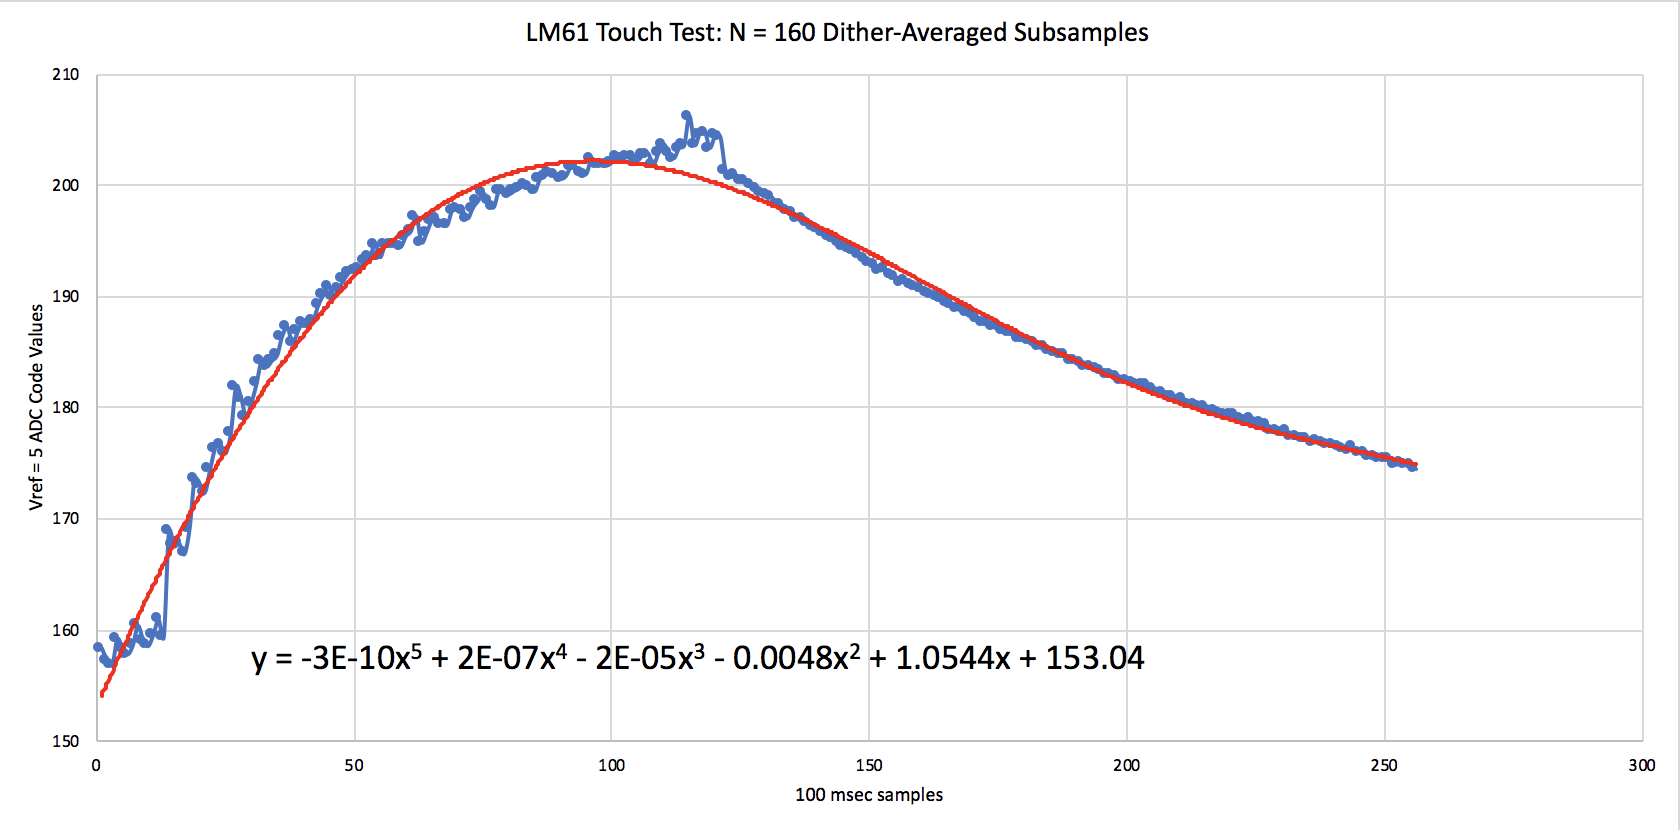 LM61 Touch Test: N = 160 Dither-Averaged Subsamples
210
200
190
180
170
160
150
Vref = 5 ADC Code Values
y = -3E-10x⁵ + 2E-07x⁴ - 2E-05x³ - 0.0048x² + 1.0544x + 153.04
0 50 100 150 200 250 300
100 msec samples